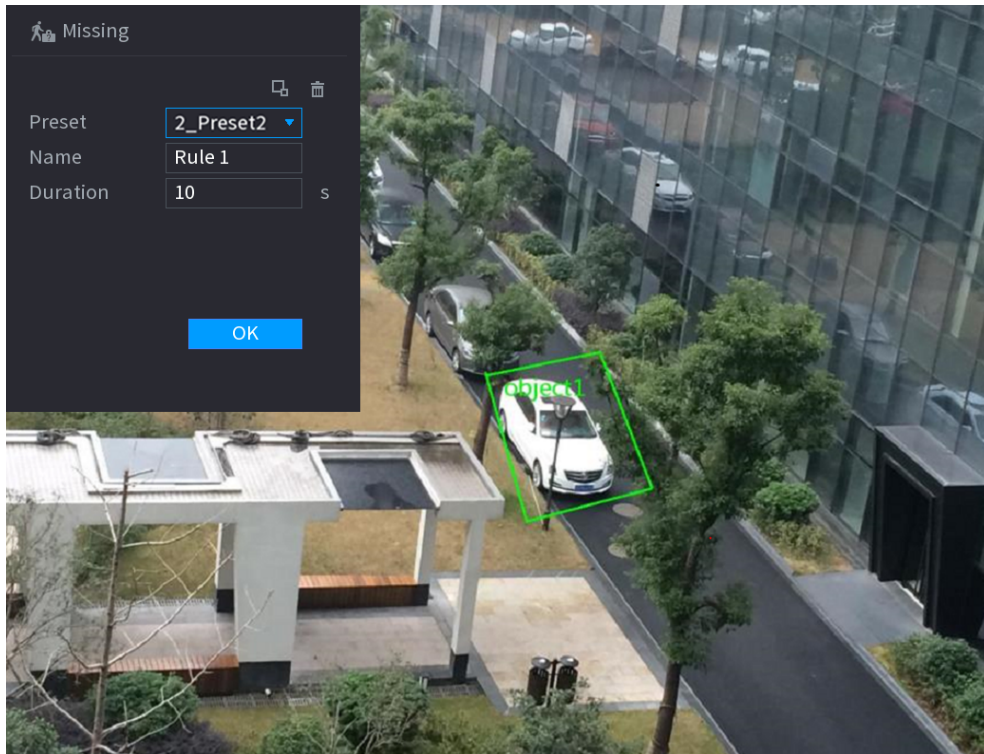 Missing
Preset 2_Preset2
Name Rule 1
Duration 10 s
OK
object1